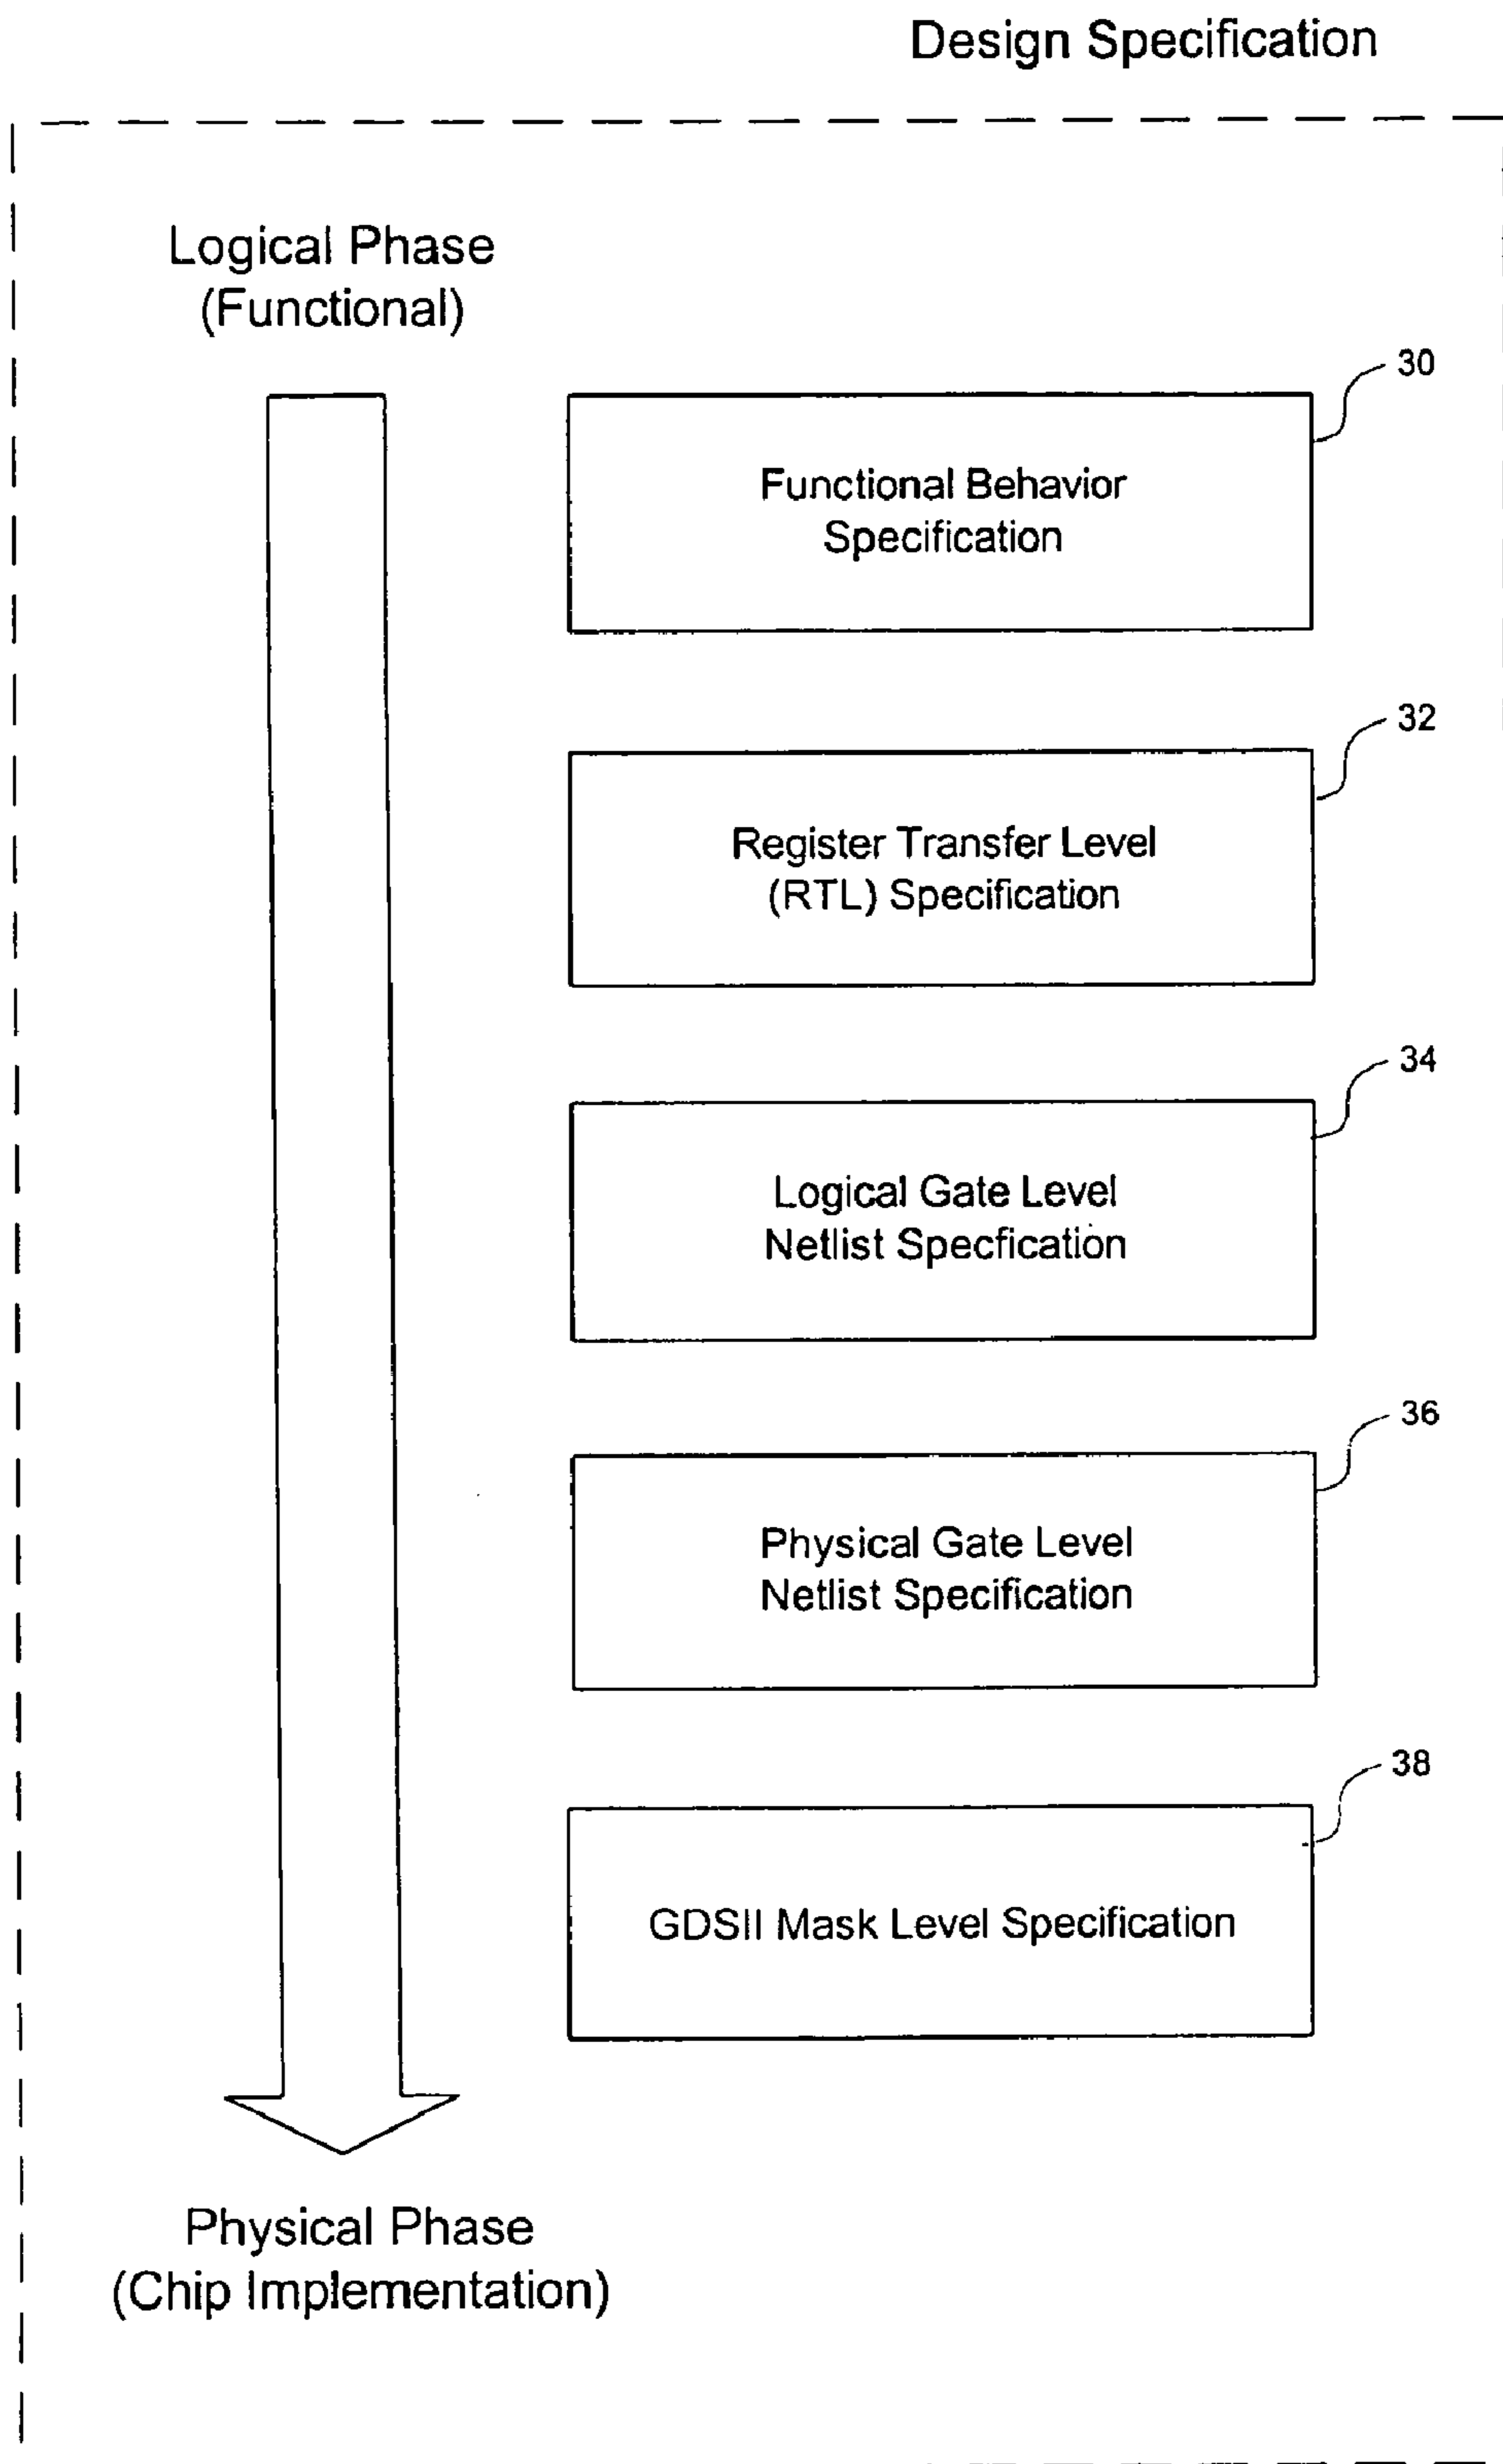 Design Specification
Logical Phase
(Functional)
30
Functional Behavior
Specification
32
Register Transfer Level
(RTL) Specification
34
Logical Gate Level
Netlist Specfication
36
Physical Gate Level
Netlist Specification
38
GDSII Mask Level Specification
Physical Phase
(Chip Implementation)